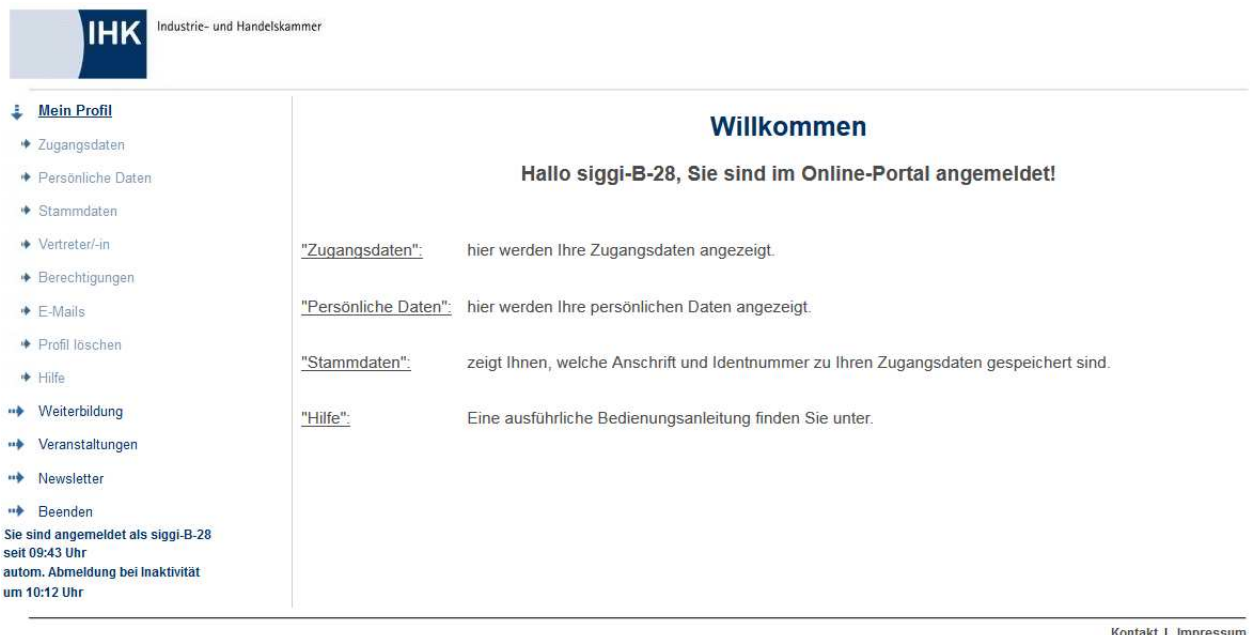 IHK
Industrie- und Handelskammer
Mein Profil
Zugangsdaten
Persönliche Daten
Stammdaten
Vertreter/-in
Berechtigungen
E-Mails
Profil löschen
Hilfe
Weiterbildung
Veranstaltungen
Newsletter
Beenden
Sie sind angemeldet als siggi-B-28
seit 09:43 Uhr
autom. Abmeldung bei Inaktivität
um 10:12 Uhr
Willkommen
Hallo siggi-B-28, Sie sind im Online-Portal angemeldet!
"Zugangsdaten": hier werden Ihre Zugangsdaten angezeigt.
"Persönliche Daten": hier werden Ihre persönlichen Daten angezeigt.
"Stammdaten": zeigt Ihnen, welche Anschrift und Identnummer zu Ihren Zugangsdaten gespeichert sind.
"Hilfe": Eine ausführliche Bedienungsanleitung finden Sie unter.
Kontakt | Impressum